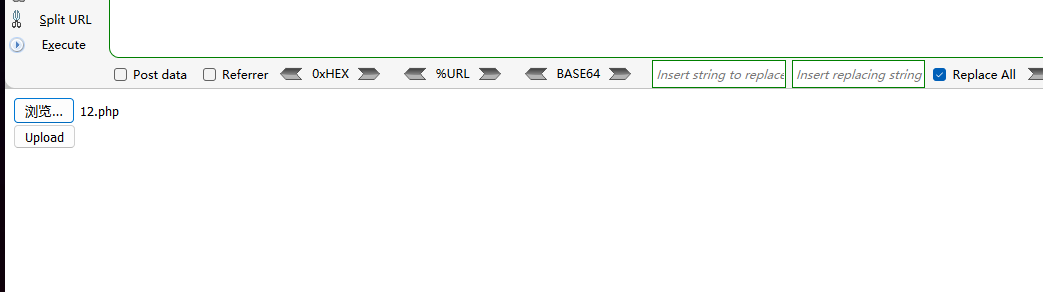 Split URL
Execute
Post data Referrer 0xHEX %URL BASE64 Insert string to replace Insert replacing string Replace All
浏览... 12.php
Upload